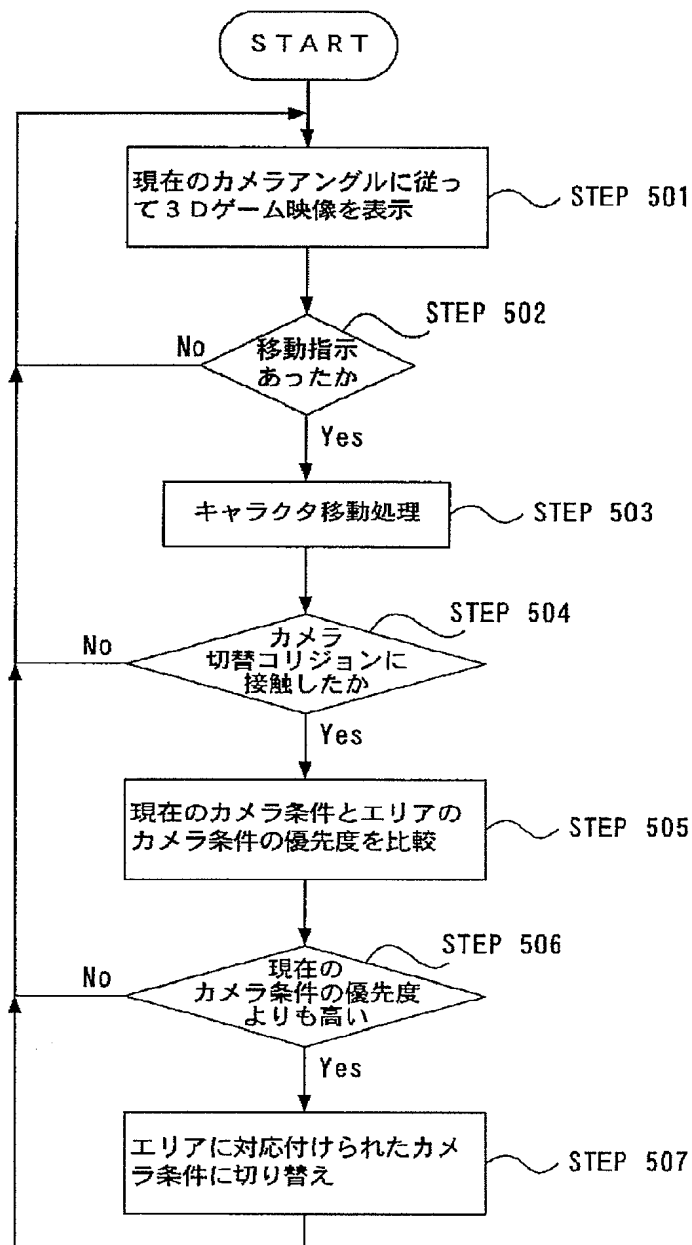 START
現在のカメラアングルに従っ
て3Dゲーム映像を表示
STEP 501
STEP 502
No
移動指示
あったか
Yes
キャラクタ移動処理
STEP 503
STEP 504
No
カメラ
切替コリジョンに
接触したか
Yes
現在のカメラ条件とエリアの
カメラ条件の優先度を比較
STEP 505
STEP 506
No
現在の
カメラ条件の優先度
よりも高い
Yes
エリアに対応付けられたカメ
ラ条件に切り替え
STEP 507